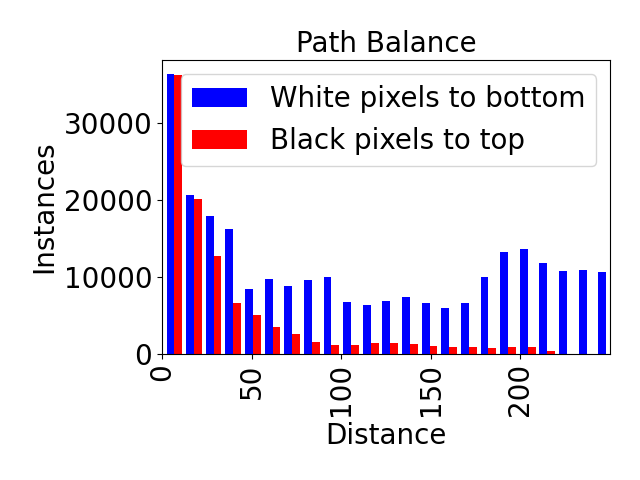 Path Balance
White pixels to bottom
Black pixels to top
Instances
30000
20000
10000
0
0
50
100
150
200
Distance